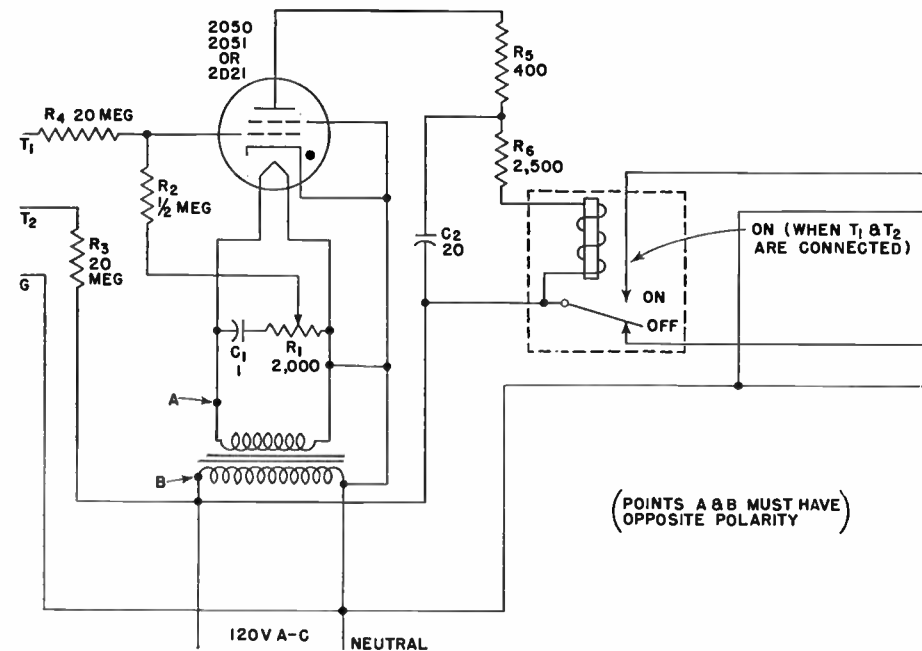 2050
2051
OR
2D21
R5
400
R4 20 MEG
T1
R2
1/2 MEG
R6
2,500
T2
R3
20
MEG
C2
20
ON (WHEN T1 & T2
ARE CONNECTED)
G
ON
OFF
C1
1
R1
2,000
A
B
(POINTS A & B MUST HAVE
OPPOSITE POLARITY)
120V A-C
NEUTRAL